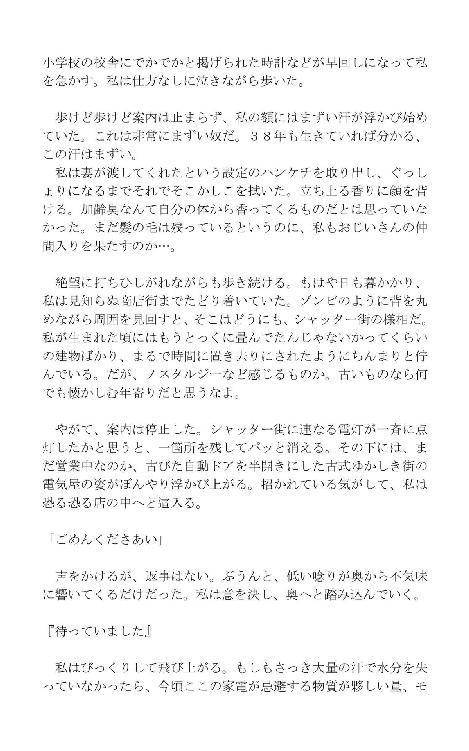 小学校の校舎にでかでかと掲げられた時計などが早回しになって私
を急かす。私は仕方なしに泣きながら歩いた。
歩けど歩けど案内は止まらず、私の額にはまずい汗が浮かび始め
ていた。これは非常にまずい奴だ。３８年も生きていれば分かる、
この汗はまずい。
私は妻が渡してくれたという設定のハンケチを取り出し、ぐっし
ょりになるまでそれでそこかしこを拭いた。立ち上る香りに顔を背
ける。加齢臭なんて自分の体から香ってくるものだとは思っていな
かった。まだ髪の毛は残っているというのに、私もおじいさんの仲
間入りを果たすのか…。
絶望に打ちひしがれながらも歩き続ける。もはや日も暮れかかり、
私は見知らぬ商店街までたどり着いていた。ゾンビのように背を丸
めながら周囲を見回すと、そこはどうにも、シャッター街の様相だ。
私が生まれた頃にはもうとっくに畳んでたんじゃないかってくらい
の建物ばかり、まるで時間に置き去りにされたようにちんまりと佇
んでいる。だが、ノスタルジーなど感じるものか。古いものなら何
でも懐かしむ年寄りだと思うなよ。
やがて、案内は停止した。シャッター街に連なる電灯が一斉に点
灯したかと思うと、一箇所を残してパッと消える。その下には、ま
だ営業中なのか、古びた自動ドアを半開きにした古式ゆかしき街の
電気屋の姿がぼんやり浮かび上がる。招かれている気がして、私は
恐る恐る店の中へと這入る。
「ごめんくださあい」
声をかけるが、返事はない。ぶうんと、低い唸りが奥から不気味
に響いてくるだけだった。私は意を決し、奥へと踏み込んでいく。
『待っていました』
私はびっくりして飛び上がる。もしもさっき大量の汗で水分を失
っていなかったら、今頃ここの家電が忌避する物質が夥しい量、モ